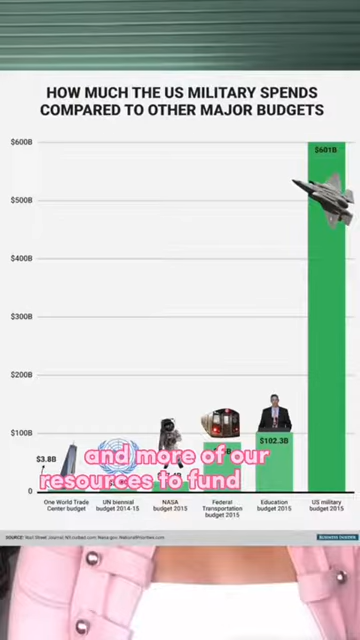 HOW MUCH THE US MILITARY SPENDS
COMPARED TO OTHER MAJOR BUDGETS
$600B
$601B
$500B
$400B
$300B
$200B
$100B
$102.3B
$3.8B
and more of our
resources to fund
0
One World Trade
Center budget
UN biennial
budget 2014-15
NASA
budget 2015
Federal
Transportation
budget 2015
Education
budget 2015
US military
budget 2015
BUSINESS INSIDER